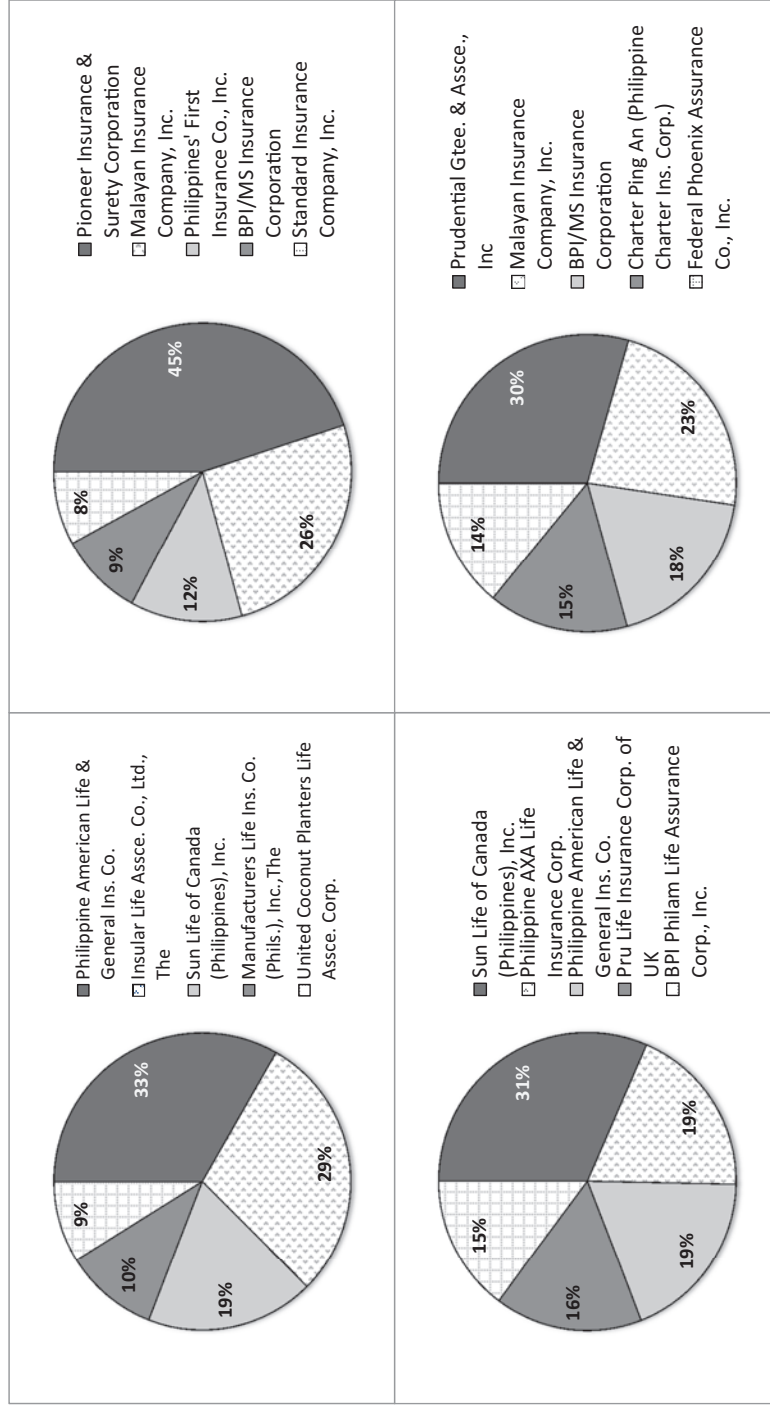 33%
29%
19%
10%
9%
Philippine American Life &
General Ins. Co.
Insular Life Assce. Co., Ltd.,
The
Sun Life of Canada
(Philippines), Inc.
Manufacturers Life Ins. Co.
(Phils.), Inc.,The
United Coconut Planters Life
Assce. Corp.
45%
26%
12%
9%
8%
Pioneer Insurance &
Surety Corporation
Malayan Insurance
Company, Inc.
Philippines' First
Insurance Co., Inc.
BPI/MS Insurance
Corporation
Standard Insurance
Company, Inc.
31%
19%
19%
16%
15%
Sun Life of Canada
(Philippines), Inc.
Philippine AXA Life
Insurance Corp.
Philippine American Life &
General Ins. Co.
Pru Life Insurance Corp. of
UK
BPI Philam Life Assurance
Corp., Inc.
30%
23%
18%
15%
14%
Prudential Gtee. & Assce.,
Inc
Malayan Insurance
Company, Inc.
BPI/MS Insurance
Corporation
Charter Ping An (Philippine
Charter Ins. Corp.)
Federal Phoenix Assurance
Co., Inc.